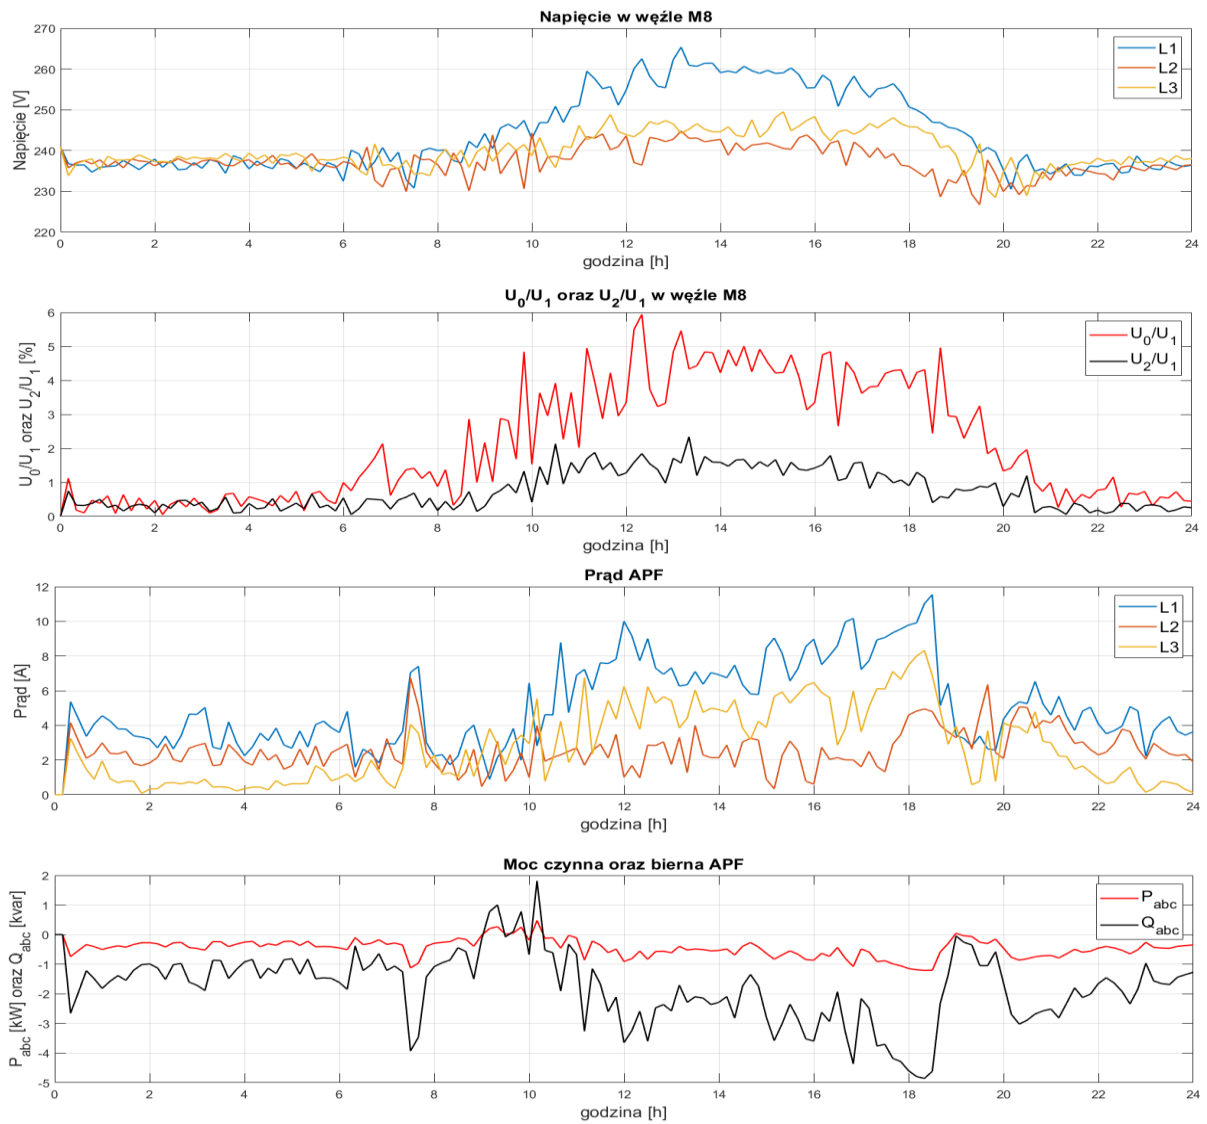 Napięcie w węźle M8
270
260
250
240
230
220
Napięcie [V]
L1
L2
L3
0 2 4 6 8 10 12 14 16 18 20 22 24
godzina [h]
U0/U1 oraz U2/U1 w węźle M8
6
5
4
3
2
1
0
U0/U1 oraz U2/U1 [%]
U0/U1
U2/U1
0 2 4 6 8 10 12 14 16 18 20 22 24
godzina [h]
Prąd APF
12
10
8
6
4
2
0
Prąd [A]
L1
L2
L3
0 2 4 6 8 10 12 14 16 18 20 22 24
godzina [h]
Moc czynna oraz bierna APF
2
1
0
-1
-2
-3
-4
-5
Pabc [kW] oraz Qabc [kvar]
Pabc
Qabc
0 2 4 6 8 10 12 14 16 18 20 22 24
godzina [h]